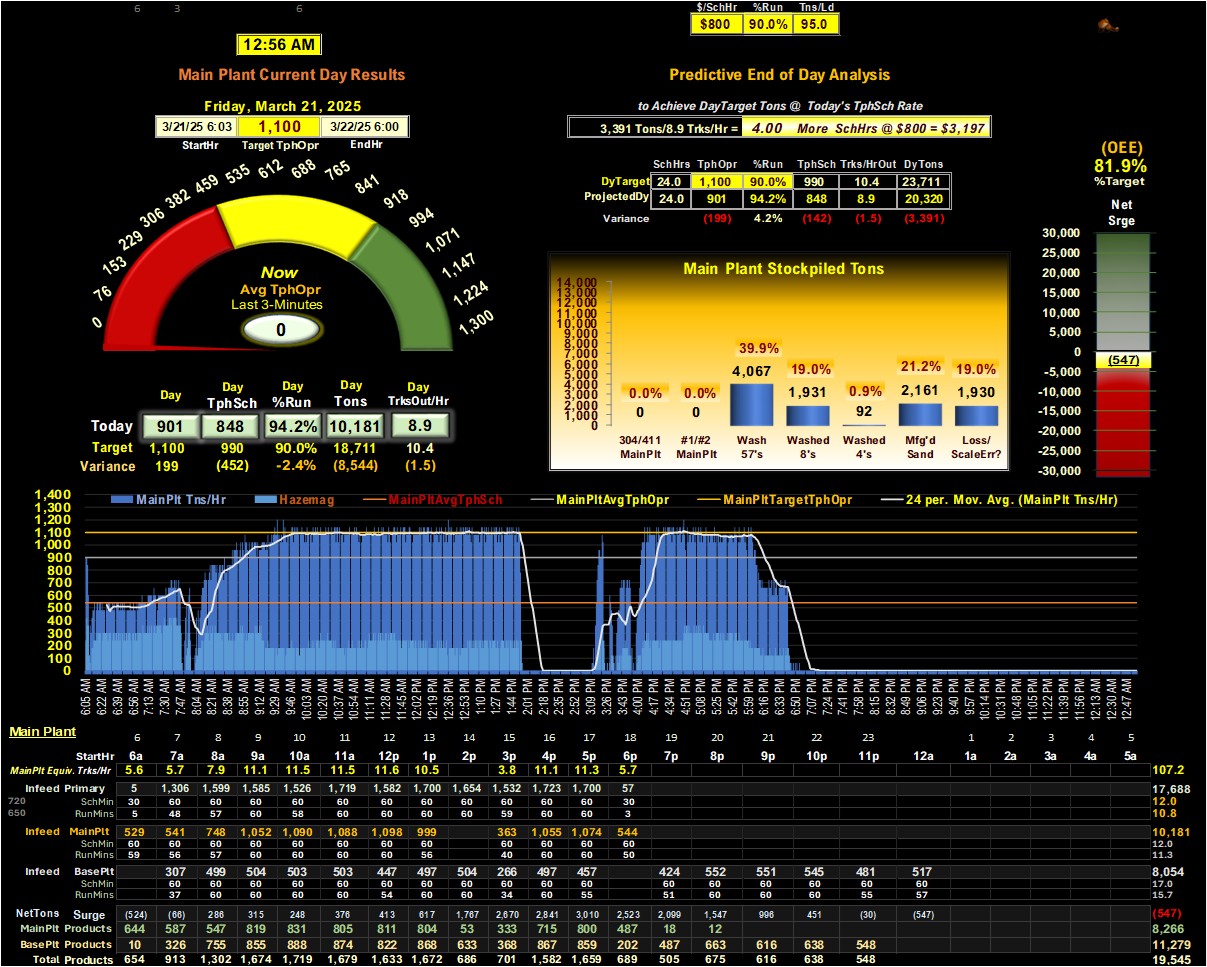 6 3 6
$/SchHr %Run Tns/Ld
$800 90.0% 95.0
12:56 AM
Main Plant Current Day Results
Friday, March 21, 2025
3/21/25 6:03 1,100 3/22/25 6:00
StartHr Target TphOpr EndHr
0 76 153 229 306 382 459 535 612 688 765 841 918 994 1,071 1,147 1,224 1,300
Now
Avg TphOpr
Last 3-Minutes
0
Day Day TphSch Day %Run Day Tons Day TrksOut/Hr
Today 901 848 94.2% 10,181 8.9
Target 1,100 990 90.0% 18,711 10.4
Variance 199 (452) -2.4% (8,544) (1.5)
Predictive End of Day Analysis
to Achieve DayTarget Tons @ Today's TphSch Rate
3,391 Tons/8.9 Trks/Hr = 4.00 More SchHrs @ $800 = $3,197
SchHrs TphOpr %Run TphSch Trks/HrOut DyTons
DyTarget 24.0 1,100 90.0% 990 10.4 23,711
ProjectedDy 24.0 901 94.2% 848 8.9 20,320
Variance (199) 4.2% (142) (1.5) (3,391)
Main Plant Stockpiled Tons
14,000
13,000
12,000
11,000
10,000
9,000
8,000
7,000
6,000
5,000
4,000
3,000
2,000
1,000
0
0.0% 0.0% 39.9% 19.0% 0.9% 21.2% 19.0%
0 0 4,067 1,931 92 2,161 1,930
304/411 #1/#2 Wash Washed Washed Mfg'd Loss/
MainPlt MainPlt 57's 8's 4's Sand ScaleErr?
(OEE)
81.9%
%Target
Net
Srge
30,000
25,000
20,000
15,000
10,000
5,000
0
(547)
-5,000
-10,000
-15,000
-20,000
-25,000
-30,000
MainPlt Tns/Hr Hazemag MainPltAvgTphSch MainPltAvgTphOpr MainPltTargetTphOpr 24 per. Mov. Avg. (MainPlt Tns/Hr)
1,400
1,300
1,200
1,100
1,000
900
800
700
600
500
400
300
200
100
0
6:05 AM 6:22 AM 6:39 AM 6:56 AM 7:13 AM 7:30 AM 7:47 AM 8:04 AM 8:21 AM 8:38 AM 8:55 AM 9:12 AM 9:29 AM 9:46 AM 10:03 AM 10:20 AM 10:37 AM 10:54 AM 11:11 AM 11:28 AM 11:45 AM 12:02 PM 12:19 PM 12:36 PM 12:53 PM 1:10 PM 1:27 PM 1:44 PM 2:01 PM 2:18 PM 2:35 PM 2:52 PM 3:09 PM 3:26 PM 3:43 PM 4:00 PM 4:17 PM 4:34 PM 4:51 PM 5:08 PM 5:25 PM 5:42 PM 5:59 PM 6:16 PM 6:33 PM 6:50 PM 7:07 PM 7:24 PM 7:41 PM 7:58 PM 8:15 PM 8:32 PM 8:49 PM 9:06 PM 9:23 PM 9:40 PM 9:57 PM 10:14 PM 10:31 PM 10:48 PM 11:05 PM 11:22 PM 11:39 PM 11:56 PM 12:13 AM 12:30 AM 12:47 AM
Main Plant 6 7 8 9 10 11 12 13 14 15 16 17 18 19 20 21 22 23 1 2 3 4 5
StartHr 6a 7a 8a 9a 10a 11a 12p 1p 2p 3p 4p 5p 6p 7p 8p 9p 10p 11p 12a 1a 2a 3a 4a 5a
MainPlt Equiv. Trks/Hr 5.6 5.7 7.9 11.1 11.5 11.5 11.6 10.5 3.8 11.1 11.3 5.7 107.2
Infeed Primary 5 1,306 1,599 1,585 1,526 1,719 1,582 1,700 1,654 1,532 1,723 1,700 57 17,688
720 SchMin 30 60 60 60 60 60 60 60 60 60 60 60 30 12.0
650 RunMins 5 48 57 60 58 60 60 60 60 59 60 60 3 10.8
Infeed MainPlt 529 541 748 1,052 1,090 1,088 1,098 999 363 1,055 1,074 544 10,181
SchMin 60 60 60 60 60 60 60 60 60 60 60 60 12.0
RunMins 59 56 57 60 60 60 60 56 40 60 60 50 11.3
Infeed BasePlt 307 499 504 503 503 447 497 504 266 497 457 424 552 551 545 481 517 8,054
SchMin 60 60 60 60 60 60 60 60 60 60 60 60 60 60 60 60 60 17.0
RunMins 37 60 60 60 60 54 60 60 34 60 55 51 60 60 60 55 57 15.7
NetTons Surge (524) (66) 286 315 248 376 413 617 1,767 2,670 2,841 3,010 2,523 2,099 1,547 996 451 (30) (547) (547)
MainPlt Products 644 587 547 819 831 805 811 804 53 333 715 800 487 18 12 8,266
BasePlt Products 10 326 755 855 888 874 822 868 633 368 867 859 202 487 663 616 638 548 11,279
Total Products 654 913 1,302 1,674 1,719 1,679 1,633 1,672 686 701 1,582 1,659 689 505 675 616 638 548 19,545